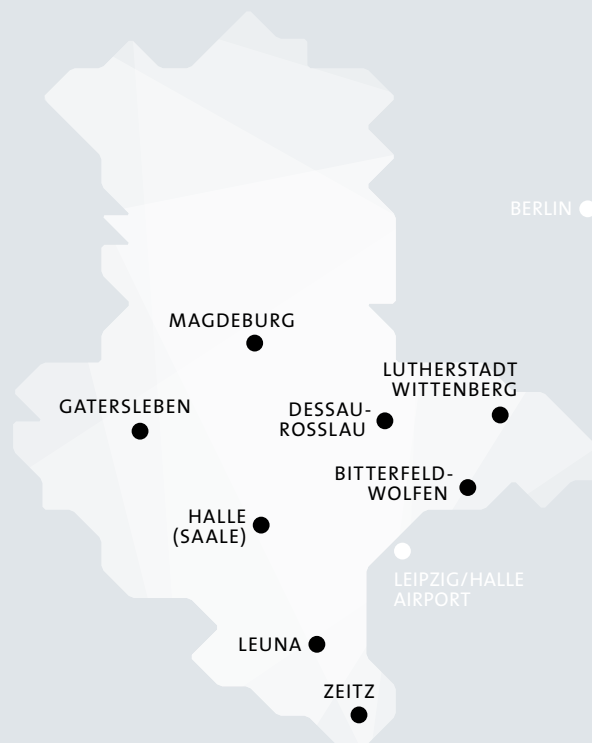 BERLIN
MAGDEBURG
LUTHERSTADT
WITTENBERG
GATERSLEBEN
DESSAU-
ROSSLAU
BITTERFELD-
WOLFEN
HALLE
(SAALE)
LEIPZIG/HALLE
AIRPORT
LEUNA
ZEITZ